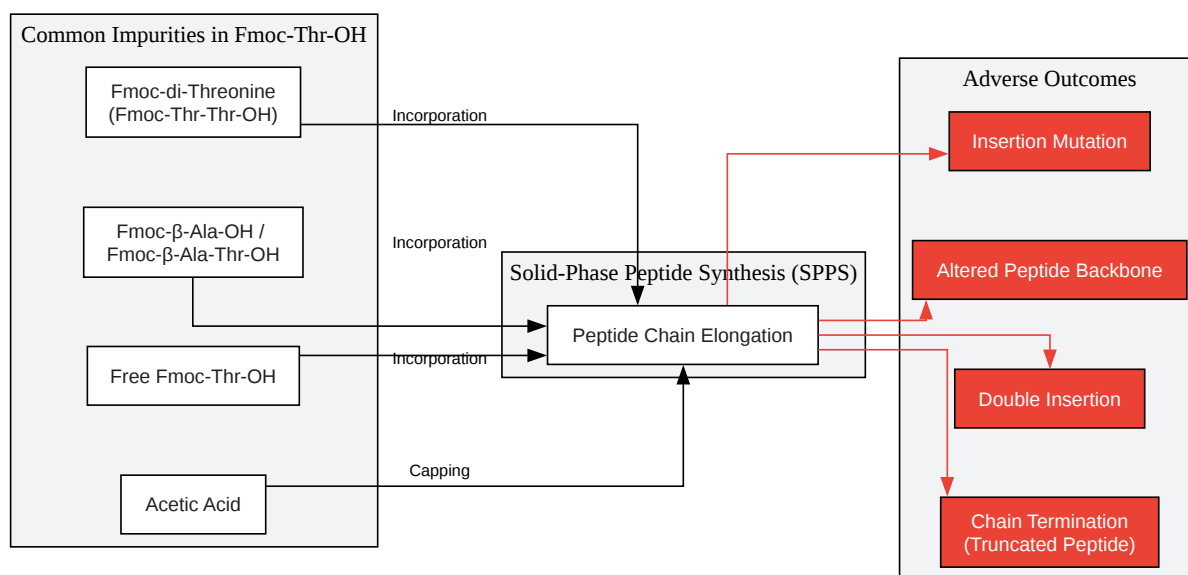 Common Impurities in Fmoc-Thr-OH
Fmoc-di-Threonine
(Fmoc-Thr-Thr-OH)
Fmoc-β-Ala-OH /
Fmoc-β-Ala-Thr-OH
Free Fmoc-Thr-OH
Acetic Acid
Incorporation
Incorporation
Incorporation
Capping
Solid-Phase Peptide Synthesis (SPPS)
Peptide Chain Elongation
Adverse Outcomes
Insertion Mutation
Altered Peptide Backbone
Double Insertion
Chain Termination
(Truncated Peptide)